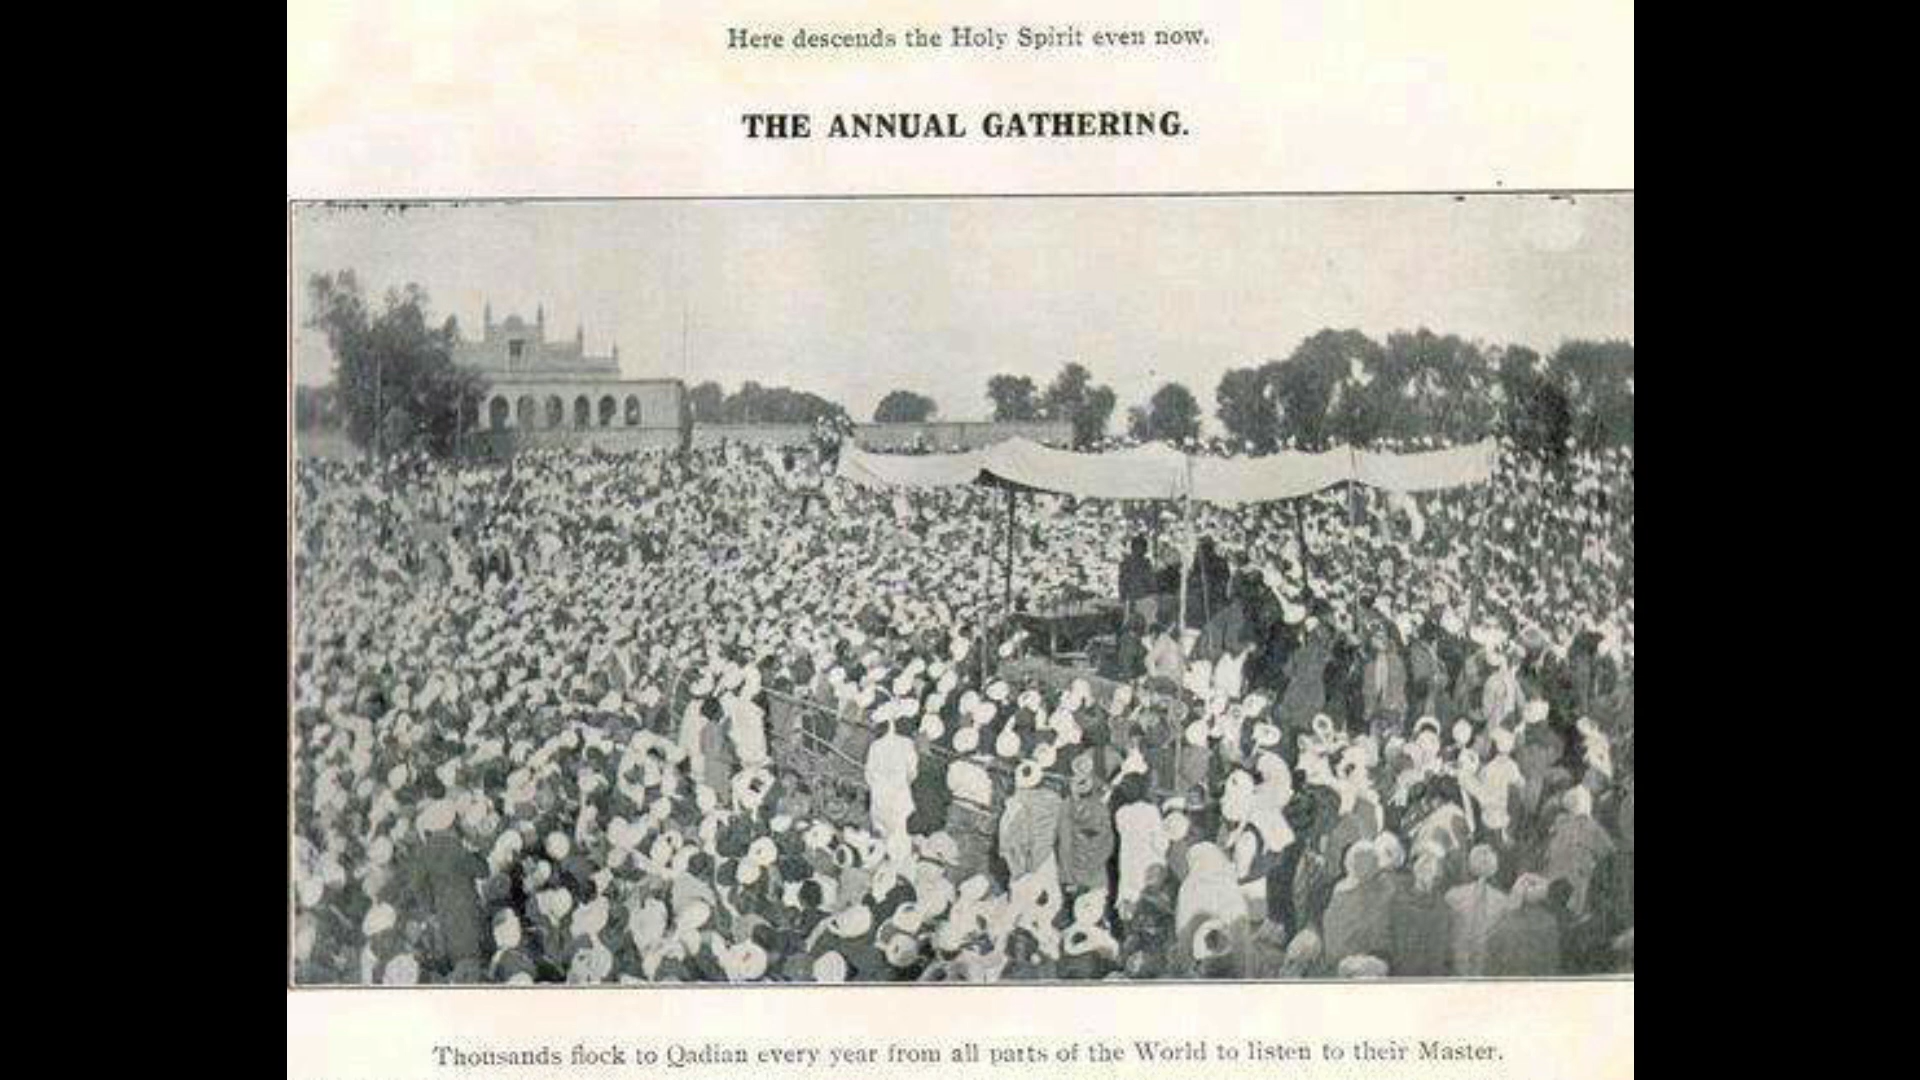 Here descends the Holy Spirit even now.
THE ANNUAL GATHERING.
Thousands flock to Qadian every year from all parts of the World to listen to their Master.